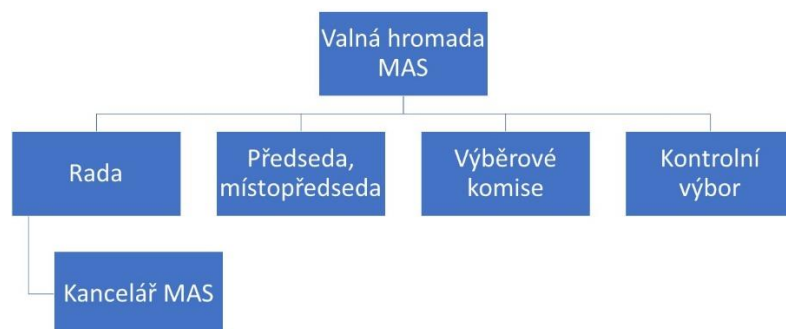 Valná hromada
MAS
Rada
Předseda,
místopředseda
Výběrové
komise
Kontrolní
výbor
Kancelář MAS